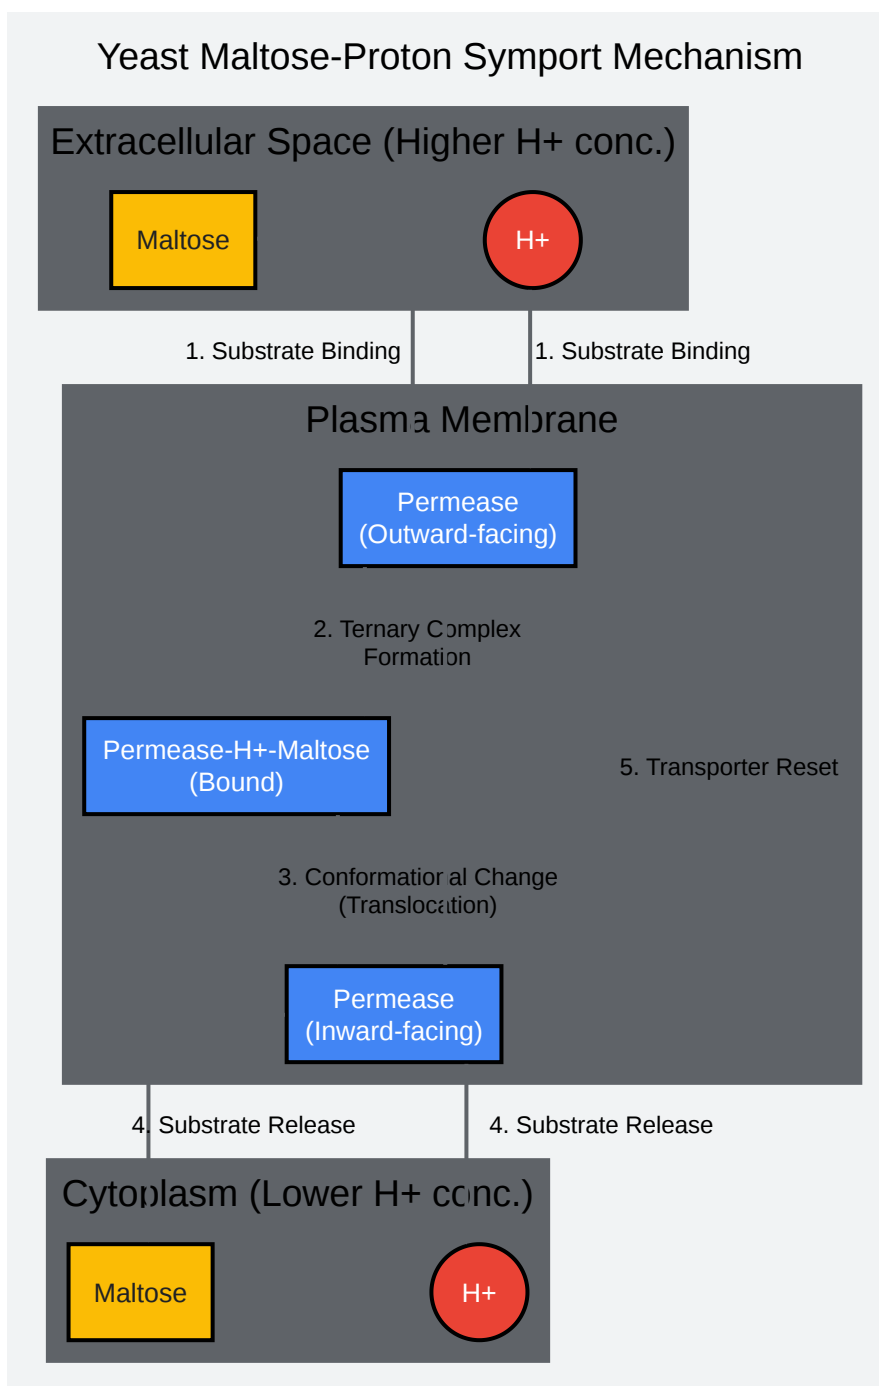 Yeast Maltose-Proton Symport Mechanism
Extracellular Space (Higher H+ conc.)
Maltose
H+
1. Substrate Binding
1. Substrate Binding
Plasma Membrane
Permease
(Outward-facing)
2. Ternary Complex
Formation
Permease-H+-Maltose
(Bound)
5. Transporter Reset
3. Conformational Change
(Translocation)
Permease
(Inward-facing)
4. Substrate Release
4. Substrate Release
Cytoplasm (Lower H+ conc.)
Maltose
H+